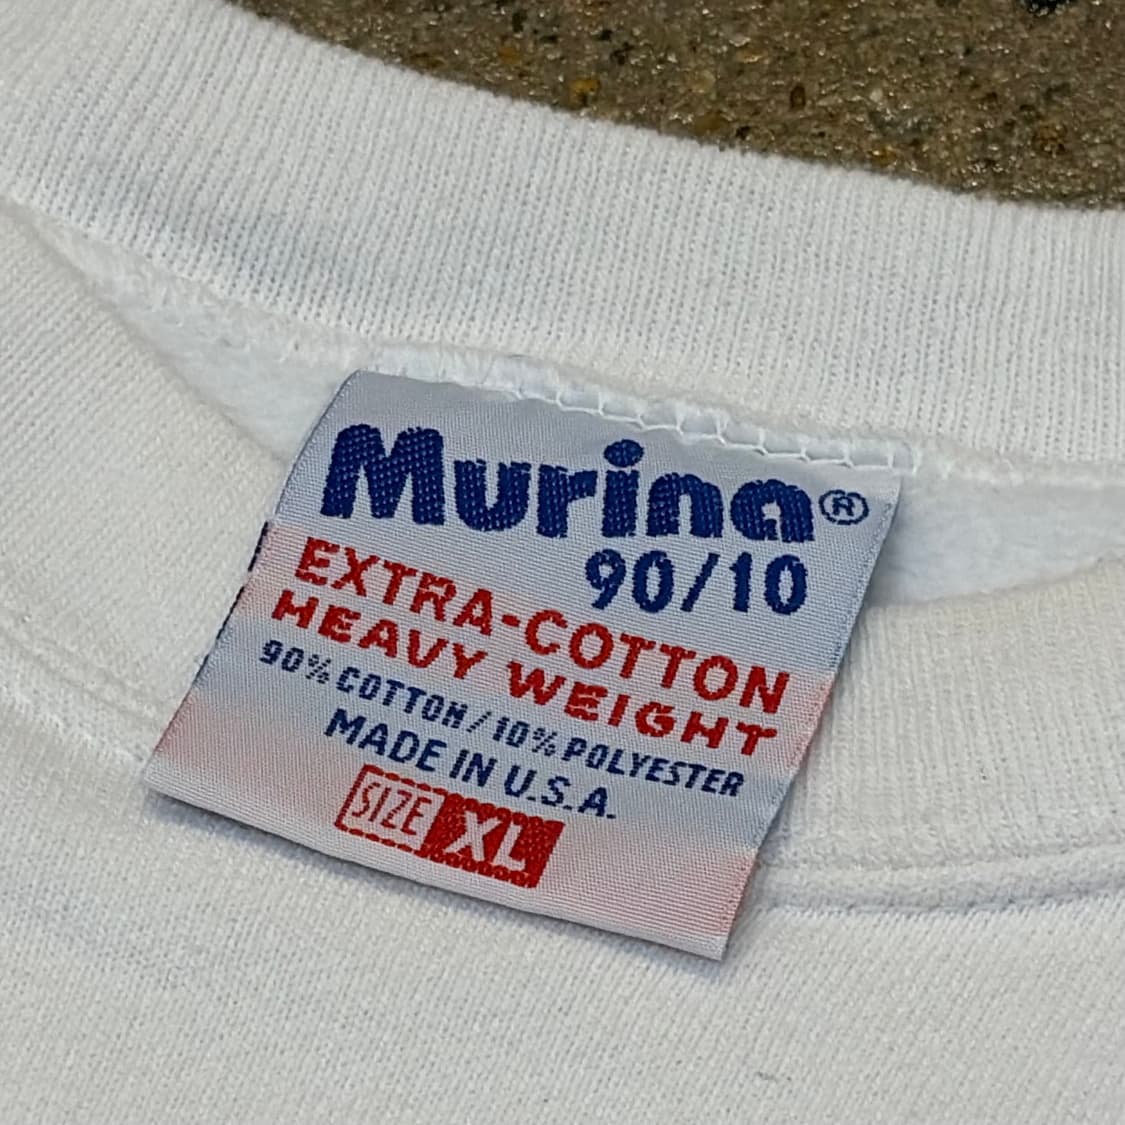 Murina®
90/10
EXTRA-COTTON
HEAVY WEIGHT
90% COTTON/10% POLYESTER
MADE IN U.S.A.
SIZE XL